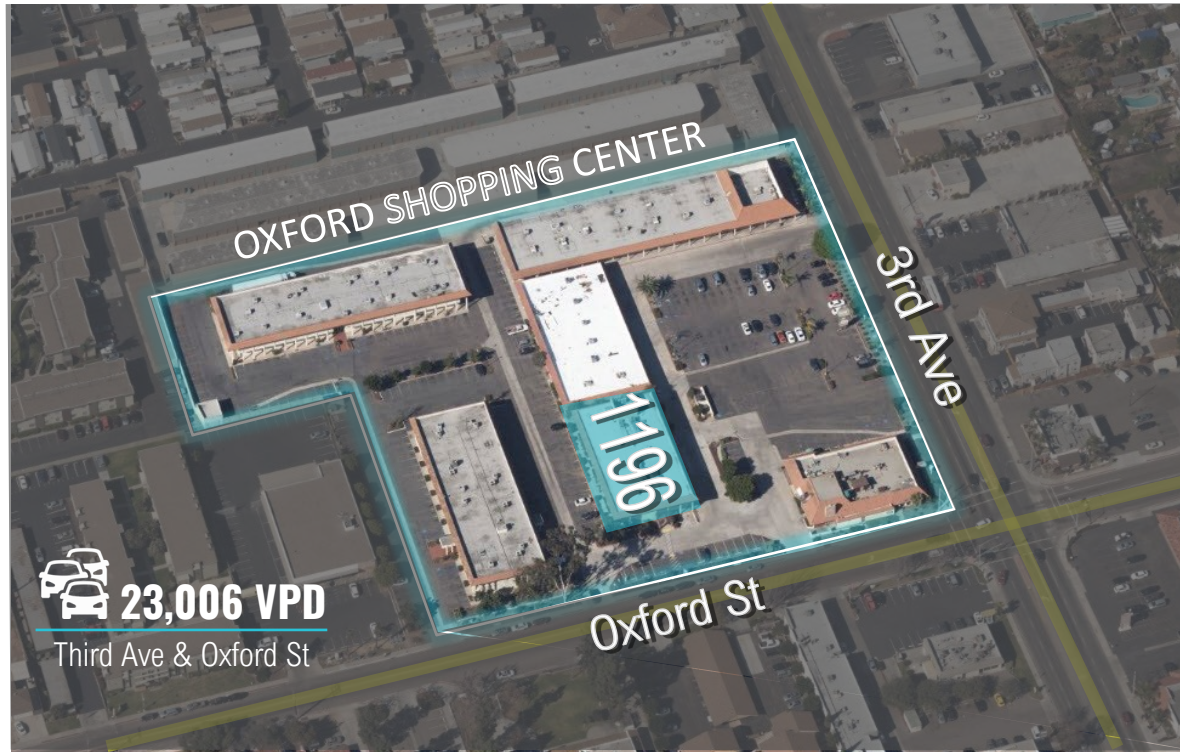 OXFORD SHOPPING CENTER
3rd Ave
1196
23,006 VPD
Third Ave & Oxford St
Oxford St